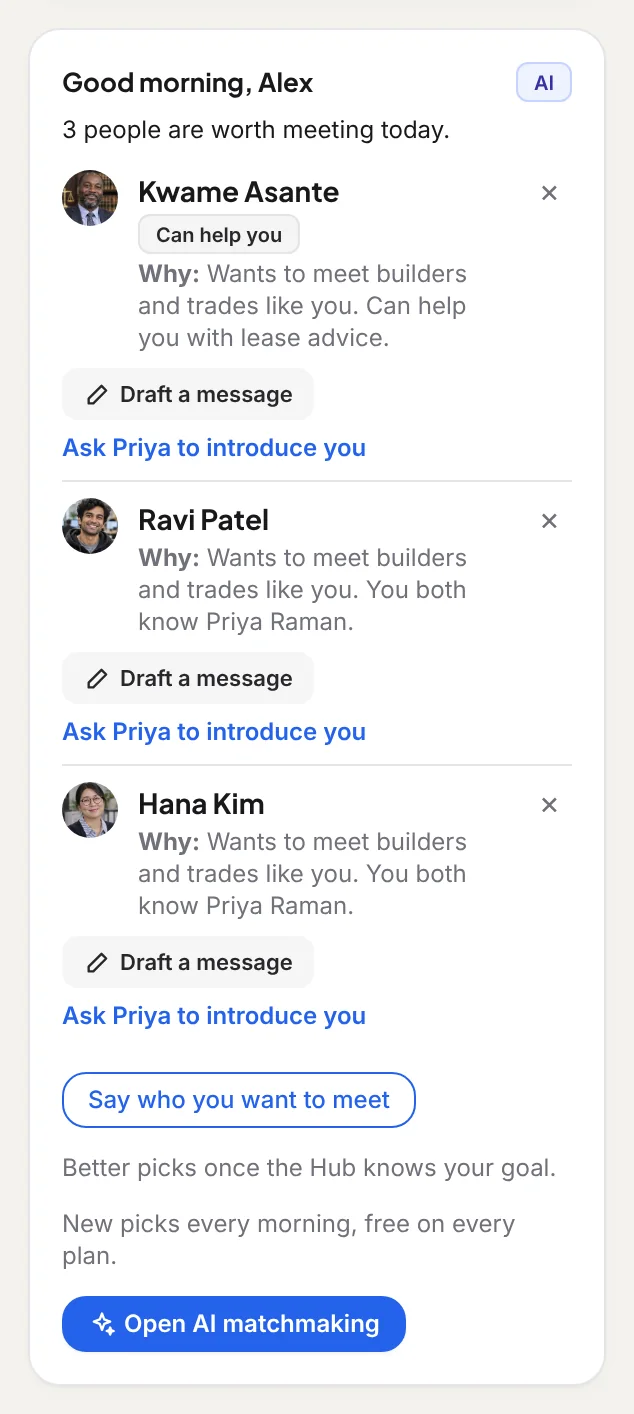 Good morning, Alex
AI
3 people are worth meeting today.
Kwame Asante
Can help you
Why: Wants to meet builders
and trades like you. Can help
you with lease advice.
Draft a message
Ask Priya to introduce you
Ravi Patel
Why: Wants to meet builders
and trades like you. You both
know Priya Raman.
Draft a message
Ask Priya to introduce you
Hana Kim
Why: Wants to meet builders
and trades like you. You both
know Priya Raman.
Draft a message
Ask Priya to introduce you
Say who you want to meet
Better picks once the Hub knows your goal.
New picks every morning, free on every
plan.
Open AI matchmaking